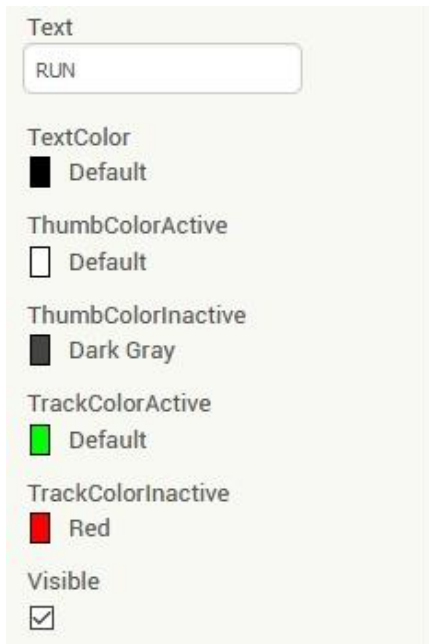 Text
RUN
TextColor
Default
ThumbColorActive
Default
ThumbColorInactive
Dark Gray
TrackColorActive
Default
TrackColorInactive
Red
Visible